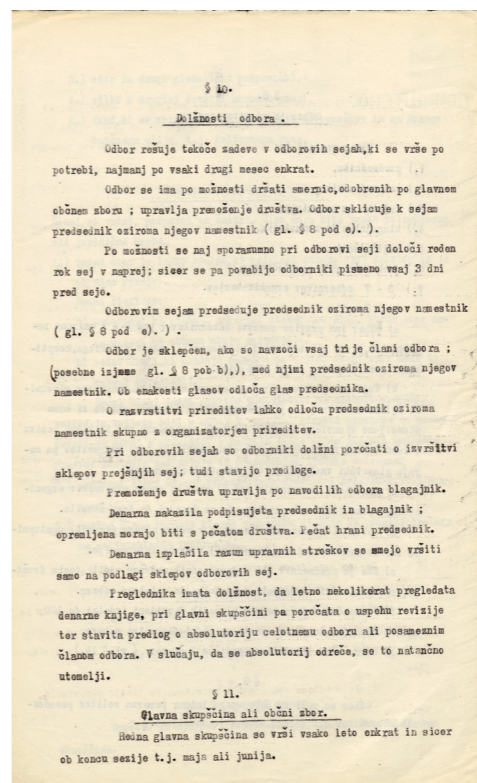 § 10.
Dolžnosti odbora .
Odbor rešuje tekoče zadeve v odborovih sejah,ki se vrše po
potrebi, najmanj po vsaki drugi mesec enkrat.
Odbor se ima po možnosti držati smernic,odobrenih po glavnem
občnem zboru ; upravlja premoženje društva. Odbor sklicuje k sejam
predsednik oziroma njegov namestnik ( gl. § 8 pod e). ).
Po možnosti se naj sporazumno pri odborovi seji določi reden
rok sej v naprej; sicer se pa povabijo odborniki pismeno vsaj 3 dni
pred sejo.
Odborovim sejam predseduje predsednik oziroma njegov namestnik
( gl. § 8 pod e). ) .
Odbor je sklepčen, ako so navzoči vsaj trije člani odbora ;
(posebne izjeme gl. § 8 pob b),), med njimi predsednik oziroma njegov
namestnik. Ob enakosti glasov odloča glas predsednika.
O razvrstitvi prireditev lahko odloča predsednik oziroma
namestnik skupno z organizatorjem prireditev.
Pri odborovih sejah so odborniki dolžni poročati o izvršitvi
sklepov prejšnjih sej; tudi stavijo predloge.
Premoženje društva upravlja po navodilih odbora blagajnik.
Denarna nakazila podpisujeta predsednik in blagajnik ;
opremljena morajo biti s pečatom društva. Pečat hrani predsednik.
Denarna izplačila razun upravnih stroškov se smejo vršiti
samo na podlagi sklepov odborovih sej.
Preglednika imata dolžnost, da letno nekolikorat pregledata
denarne knjige, pri glavni skupščini pa poročata o uspehu revizije
ter stavita predlog o absolutoriju celotnemu odboru ali posameznim
članom odbora. V slučaju, da se absolutorij odreče, se to natančno
utemelji.
§ 11.
Glavna skupščina ali občni zbor.
Redna glavna skupščina se vrši vsako leto enkrat in sicer
ob koncu sezije t.j. maja ali junija.